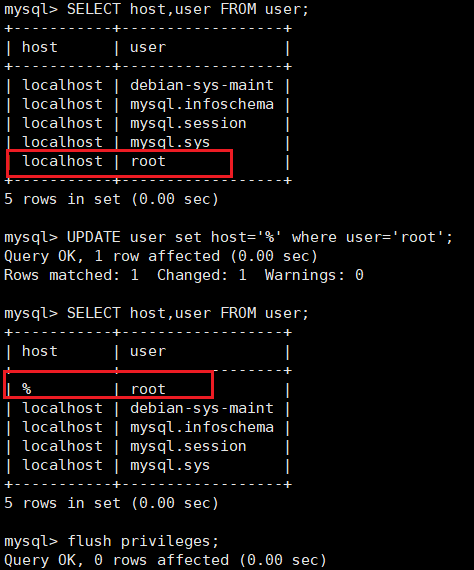 mysql> SELECT host,user FROM user;
+-----------+------------------+
| host      | user             |
+-----------+------------------+
| localhost | debian-sys-maint |
| localhost | mysql.infoschema |
| localhost | mysql.session    |
| localhost | mysql.sys        |
| localhost | root             |
+-----------+------------------+
5 rows in set (0.00 sec)
mysql> UPDATE user set host='%' where user='root';
Query OK, 1 row affected (0.00 sec)
Rows matched: 1  Changed: 1  Warnings: 0
mysql> SELECT host,user FROM user;
+-----------+------------------+
| host      | user             |
+-----------+------------------+
| %         | root             |
| localhost | debian-sys-maint |
| localhost | mysql.infoschema |
| localhost | mysql.session    |
| localhost | mysql.sys        |
+-----------+------------------+
5 rows in set (0.00 sec)
mysql> flush privileges;
Query OK, 0 rows affected (0.00 sec)